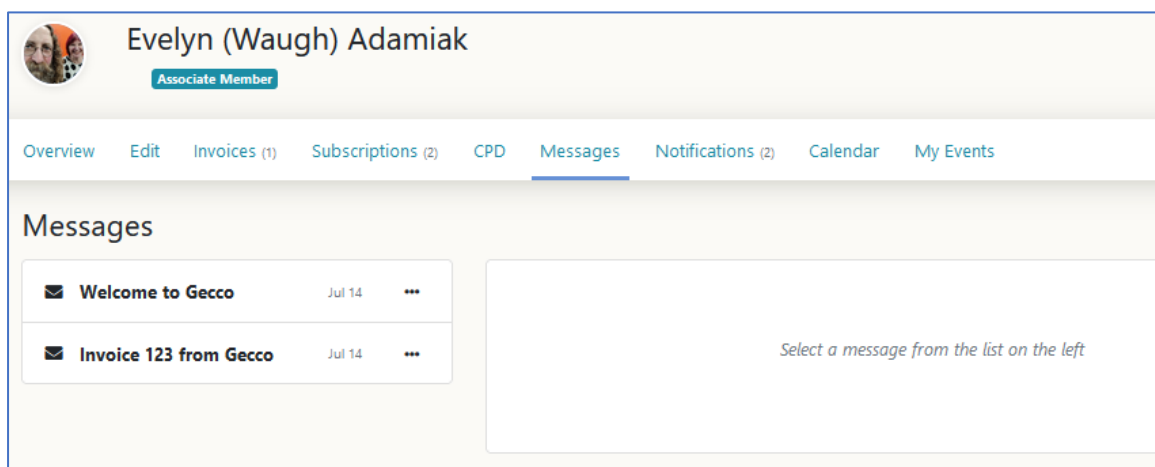 Evelyn (Waugh) Adamiak
Associate Member
Overview Edit Invoices (1) Subscriptions (2) CPD Messages Notifications (2) Calendar My Events
Messages
Welcome to Gecco Jul 14 •••
Invoice 123 from Gecco Jul 14 •••
Select a message from the list on the left